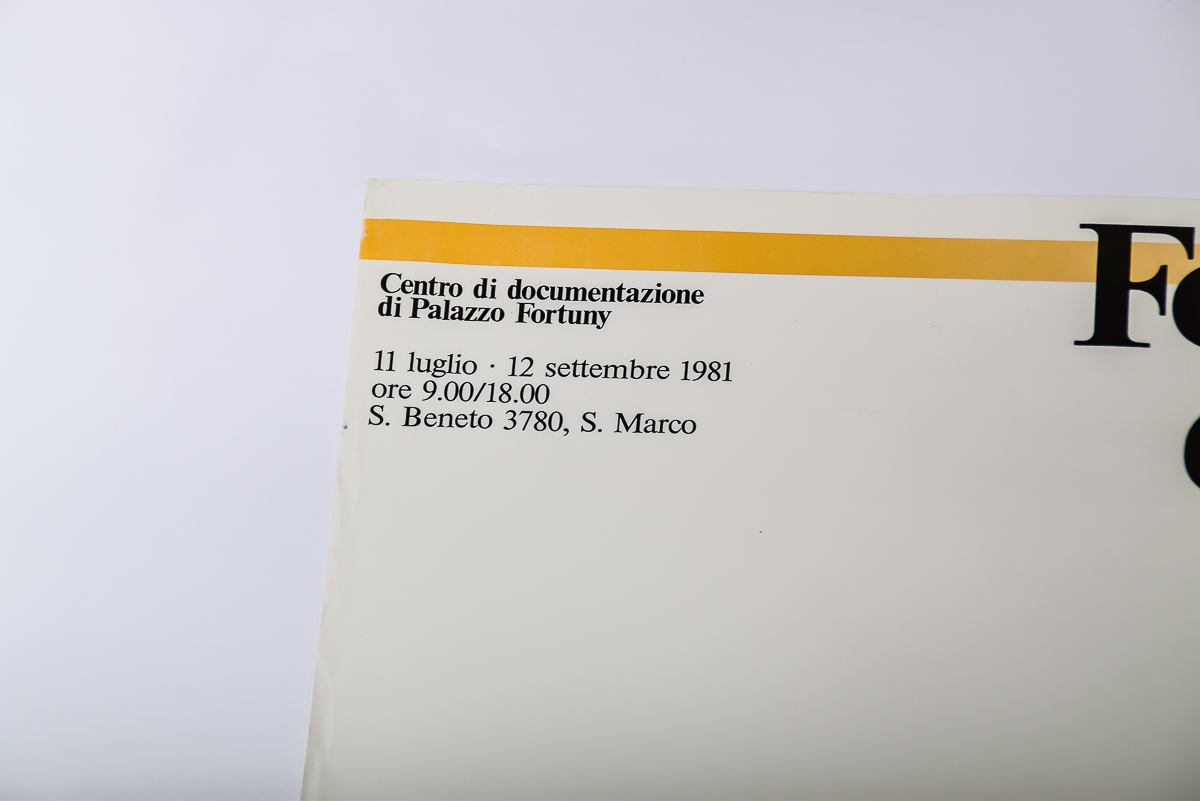 Centro di documentazione
di Palazzo Fortuny
11 luglio · 12 settembre 1981
ore 9.00/18.00
S. Beneto 3780, S. Marco